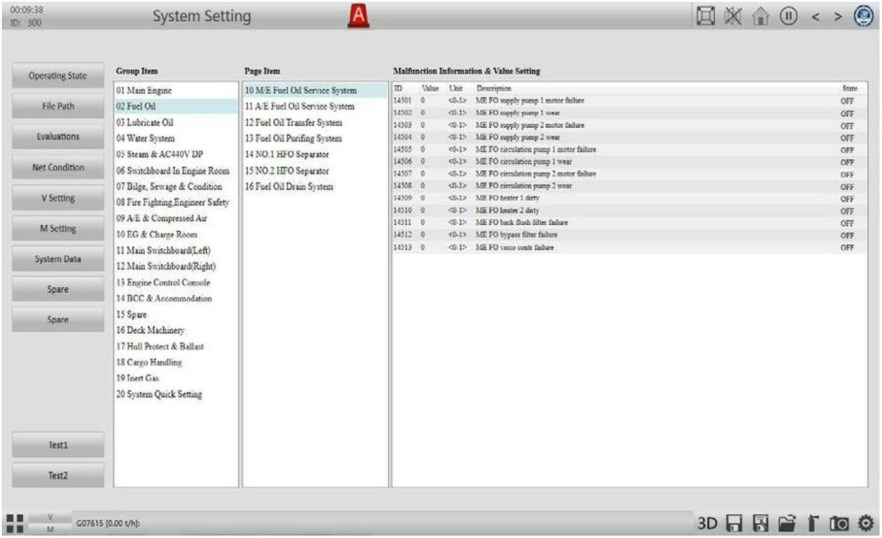 00:09:38
ID: 300
System Setting
A
< >
Operating State
File Path
Evaluations
Net Condition
V Setting
M Setting
System Data
Spare
Spare
Test1
Test2
Group Item
01 Main Engine
02 Fuel Oil
03 Lubricate Oil
04 Water System
05 Steam & AC440V DP
06 Switchboard In Engine Room
07 Bilge, Sewage & Condition
08 Fire Fighting,Engineer Safety
09 A/E & Compressed Air
10 EG & Charge Room
11 Main Switchboard(Left)
12 Main Switchboard(Right)
13 Engine Control Console
14 BCC & Accommodation
15 Spare
16 Deck Machinery
17 Hull Protect & Ballast
18 Cargo Handling
19 Inert Gas
20 System Quick Setting
Page Item
10 M/E Fuel Oil Service System
11 A/E Fuel Oil Service System
12 Fuel Oil Transfer System
13 Fuel Oil Purifing System
14 NO.1 HFO Separator
15 NO.2 HFO Separator
16 Fuel Oil Drain System
Malfunction Information & Value Setting
ID Value Unit Description State
14501 0 <0-1> ME FO supply pump 1 motor failure OFF
14502 0 <0-1> ME FO supply pump 1 wear OFF
14503 0 <0-1> ME FO supply pump 2 motor failure OFF
14504 0 <0-1> ME FO supply pump 2 wear OFF
14505 0 <0-1> ME FO circulation pump 1 motor failure OFF
14506 0 <0-1> ME FO circulation pump 1 wear OFF
14507 0 <0-1> ME FO circulation pump 2 motor failure OFF
14508 0 <0-1> ME FO circulation pump 2 wear OFF
14509 0 <0-1> ME FO heater 1 dirty OFF
14510 0 <0-1> ME FO heater 2 dirty OFF
14511 0 <0-1> ME FO back flush filter failure OFF
14512 0 <0-1> ME FO bypass filter failure OFF
14513 0 <0-1> ME FO visco contr failure OFF
V
M
G07615 [0.00 t/h]:
3D